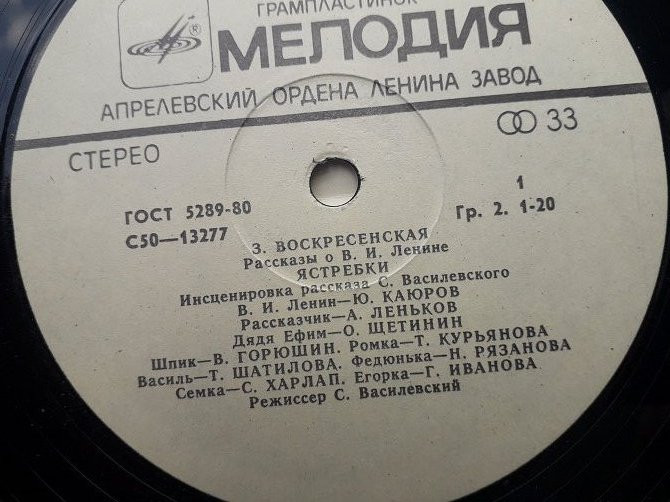 ГРАМПЛАСТИНОК
МЕЛОДИЯ
АПРЕЛЕВСКИЙ ОРДЕНА ЛЕНИНА ЗАВОД
СТЕРЕО
33
ГОСТ 5289-80
1
С50—13277
Гр. 2. 1-20
З. ВОСКРЕСЕНСКАЯ
Рассказы о В. И. Ленине
ЯСТРЕБКИ
Инсценировка рассказа С. Василевского
В. И. Ленин—Ю. КАЮРОВ
Рассказчик—А. ЛЕНЬКОВ
Дядя Ефим—О. ЩЕТИНИН
Шпик—В. ГОРЮШИН. Ромка—Т. КУРЬЯНОВА
Василь—Т. ШАТИЛОВА. Федюнька—Н. РЯЗАНОВА
Семка—С. ХАРЛАП. Егорка—Г. ИВАНОВА
Режиссер С. Василевский